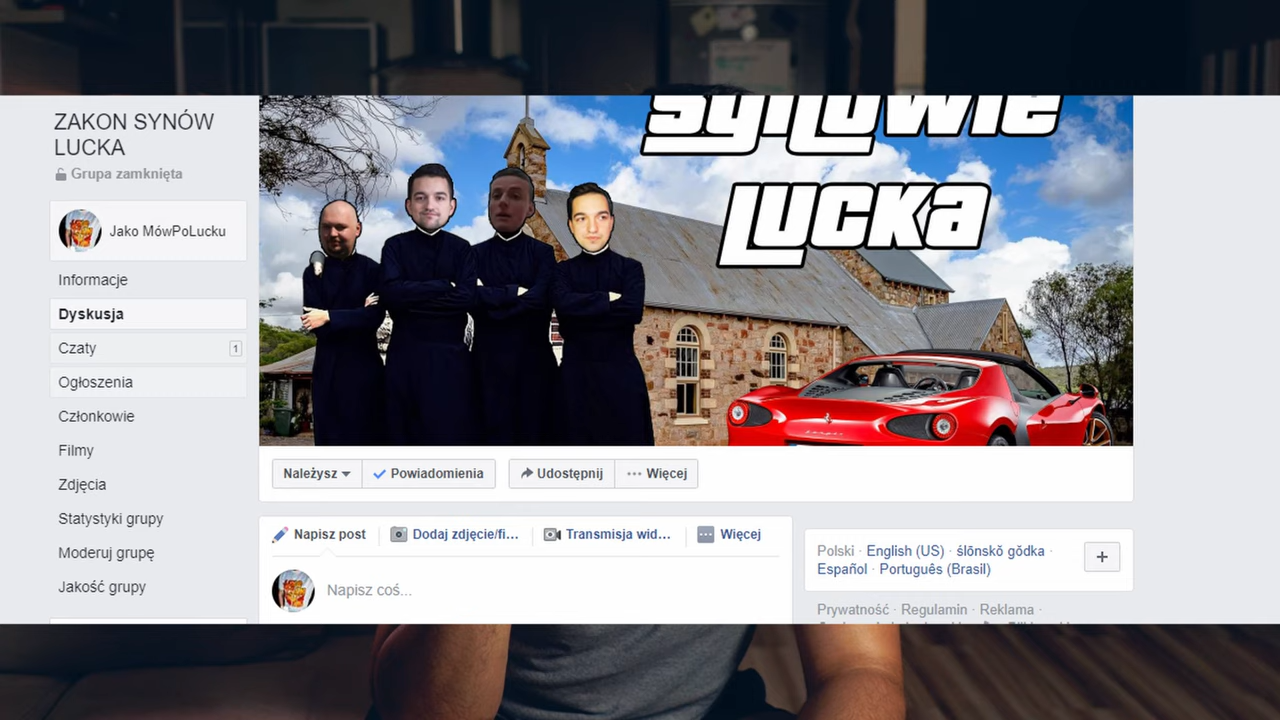 ZAKON SYNÓW
LUCKA
Grupa zamknięta
Jako MówPoLucku
Informacje
Dyskusja
Czaty 1
Ogłoszenia
Członkowie
Filmy
Zdjęcia
Statystyki grupy
Moderuj grupę
Jakość grupy
SYNOWIE
LUCKA
Należysz
Powiadomienia
Udostępnij
Więcej
Napisz post
Dodaj zdjęcie/fi...
Transmisja wid...
Więcej
Napisz coś...
Polski · English (US) · ślōnskŏ gŏdka ·
Español · Português (Brasil)
Prywatność · Regulamin · Reklama ·